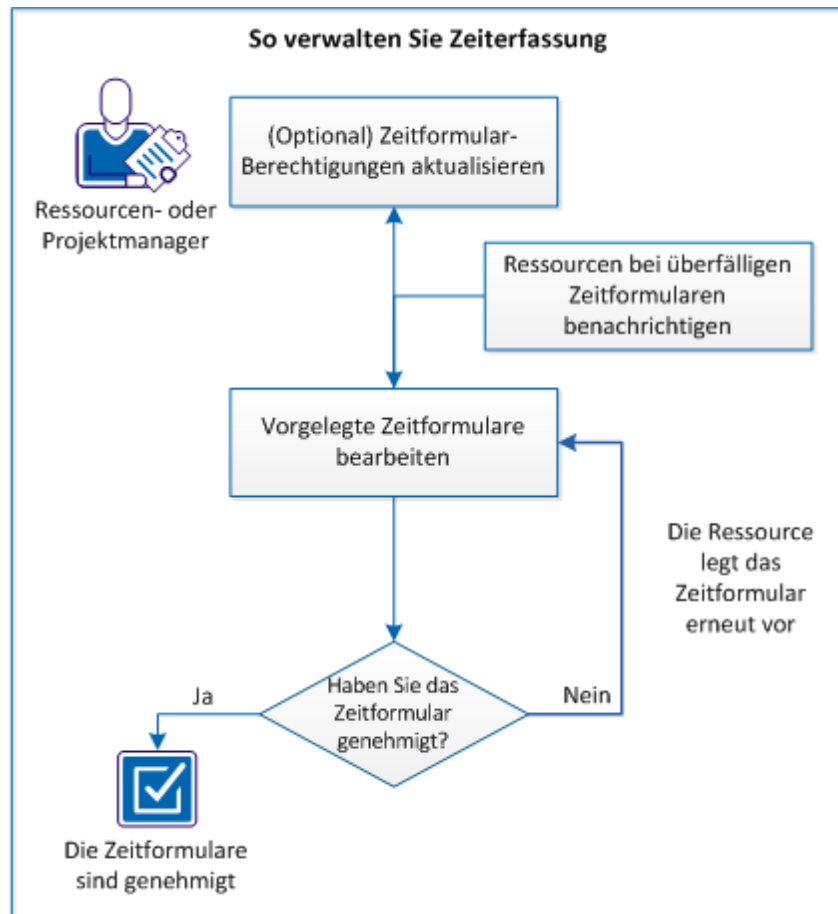 So verwalten Sie Zeiterfassung
(Optional) Zeitformular-
Berechtigungen aktualisieren
Ressourcen- oder
Projektmanager
Ressourcen bei überfälligen
Zeitformularen
benachrichtigen
Vorgelegte Zeitformulare
bearbeiten
Die Ressource
legt das
Zeitformular
erneut vor
Haben Sie das
Zeitformular
genehmigt?
Ja
Nein
Die Zeitformulare
sind genehmigt